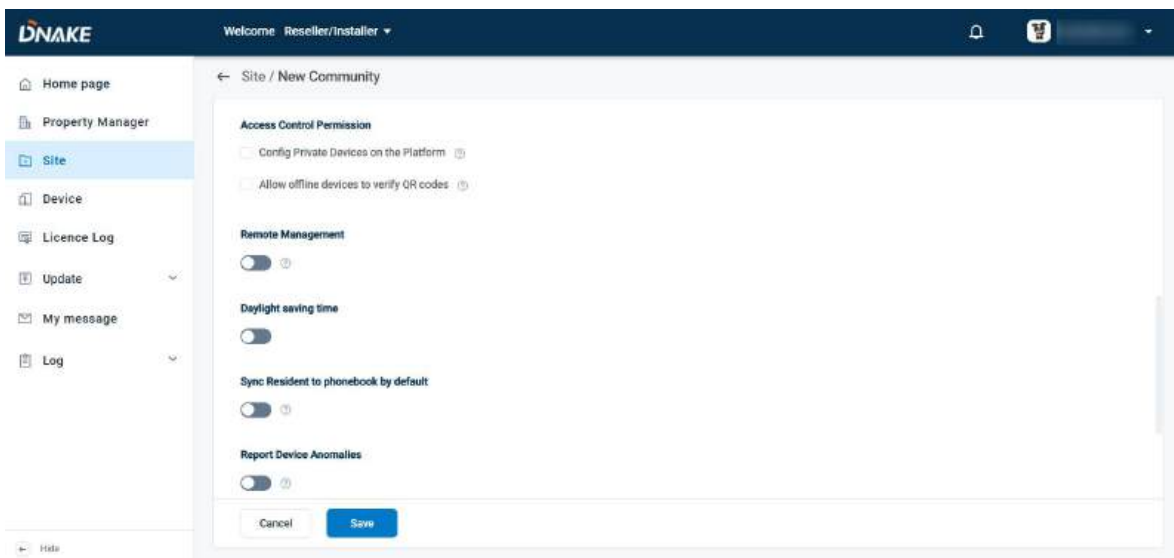 DNAKE
Welcome Reseller/Installer
Home page
Property Manager
Site
Device
Licence Log
Update
My message
Log
Hide
← Site / New Community
Access Control Permission
Config Private Devices on the Platform
Allow offline devices to verify QR codes
Remote Management
Daylight saving time
Sync Resident to phonebook by default
Report Device Anomalies
Cancel
Save